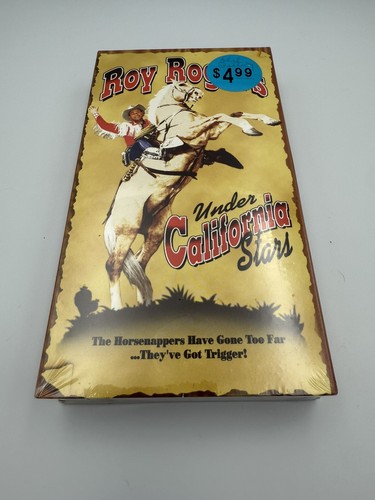 Roy Rogers
$4.99
Under
California
Stars
The Horsenappers Have Gone Too Far
...They've Got Trigger!